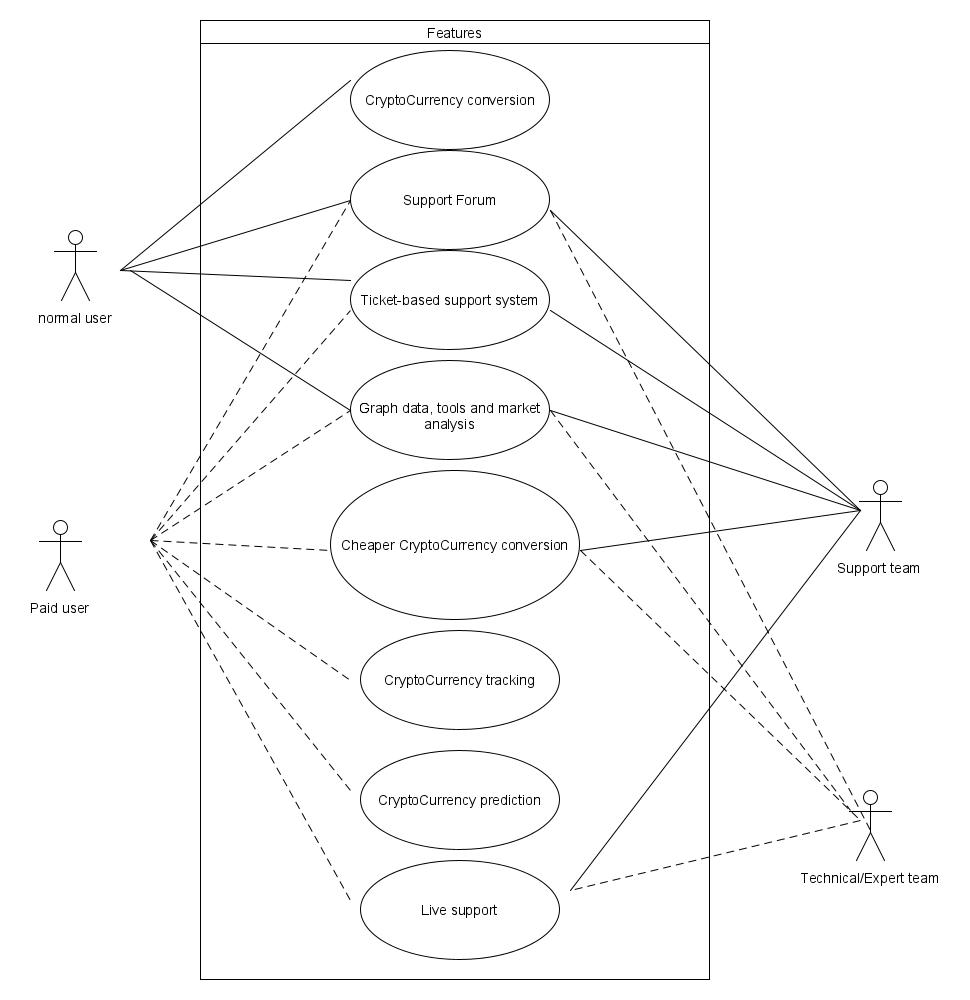 Features
CryptoCurrency conversion
Support Forum
normal user
Ticket-based support system
Graph data, tools and market
analysis
Cheaper CryptoCurrency conversion
Support team
Paid user
CryptoCurrency tracking
CryptoCurrency prediction
Technical/Expert team
Live support